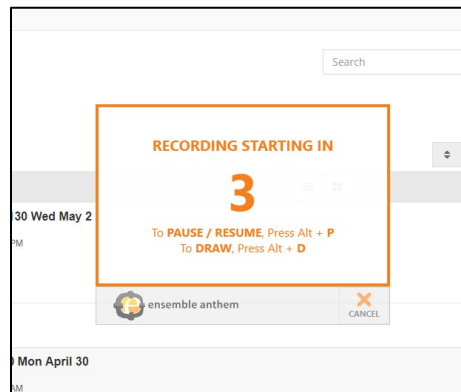 Search
RECORDING STARTING IN
3
30 Wed May 2
To PAUSE / RESUME, Press Alt + P
PM
To DRAW, Press Alt + D
ensemble anthem
CANCEL
Mon April 30
AM